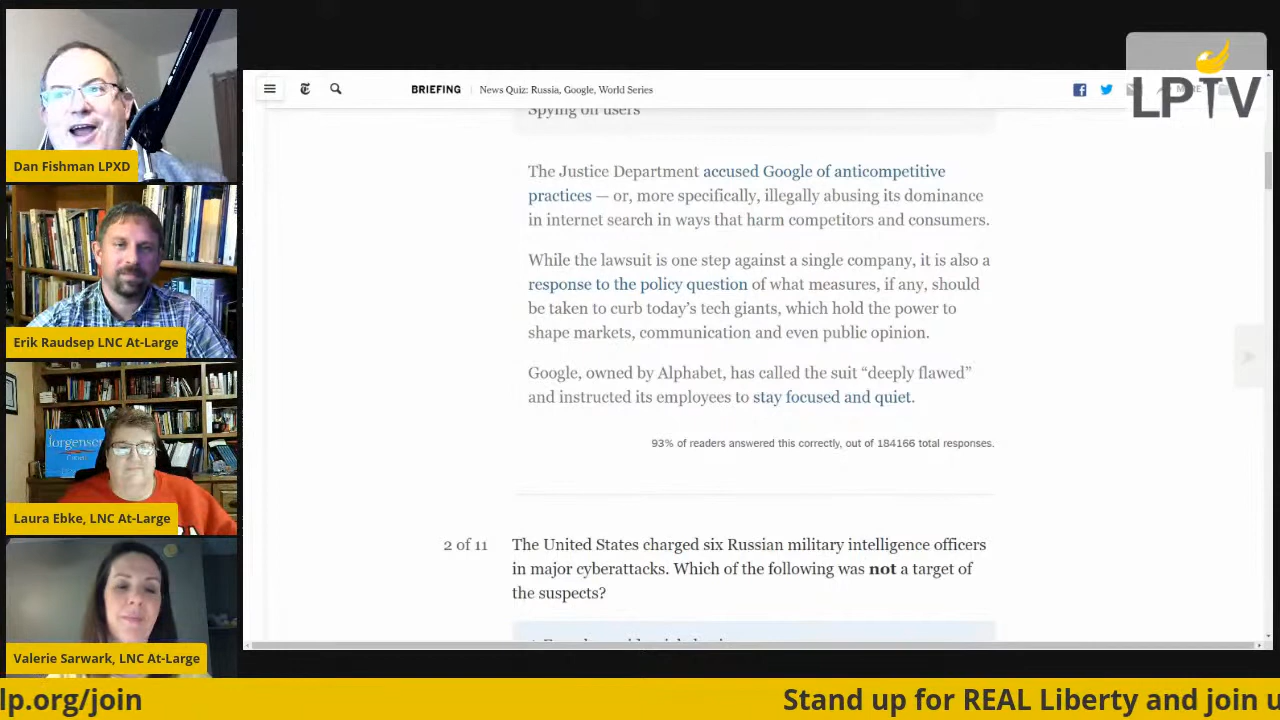 Dan Fishman LPXD
Erik Raudsep LNC At-Large
Jorgensen
Laura Ebke, LNC At-Large
Valerie Sarwark, LNC At-Large
BRIEFING
News Quiz: Russia, Google, World Series
LPTV
Spying on users
The Justice Department accused Google of anticompetitive
practices — or, more specifically, illegally abusing its dominance
in internet search in ways that harm competitors and consumers.
While the lawsuit is one step against a single company, it is also a
response to the policy question of what measures, if any, should
be taken to curb today’s tech giants, which hold the power to
shape markets, communication and even public opinion.
Google, owned by Alphabet, has called the suit “deeply flawed”
and instructed its employees to stay focused and quiet.
93% of readers answered this correctly, out of 184166 total responses.
2 of 11
The United States charged six Russian military intelligence officers
in major cyberattacks. Which of the following was not a target of
the suspects?
lp.org/join
Stand up for REAL Liberty and join u